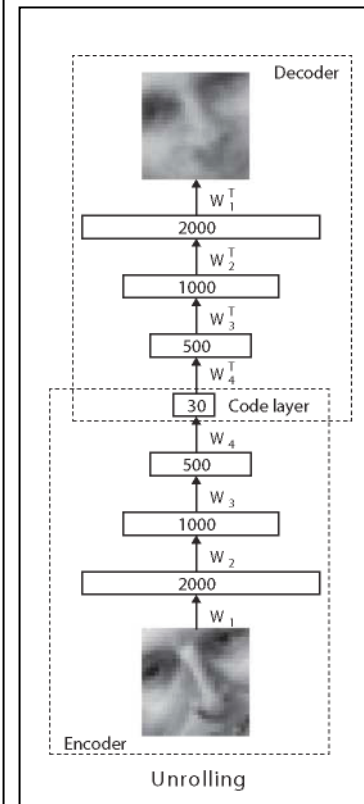 Decoder
W₁ᵀ
2000
W₂ᵀ
1000
W₃ᵀ
500
W₄ᵀ
30 Code layer
W₄
500
W₃
1000
W₂
2000
W₁
Encoder
Unrolling